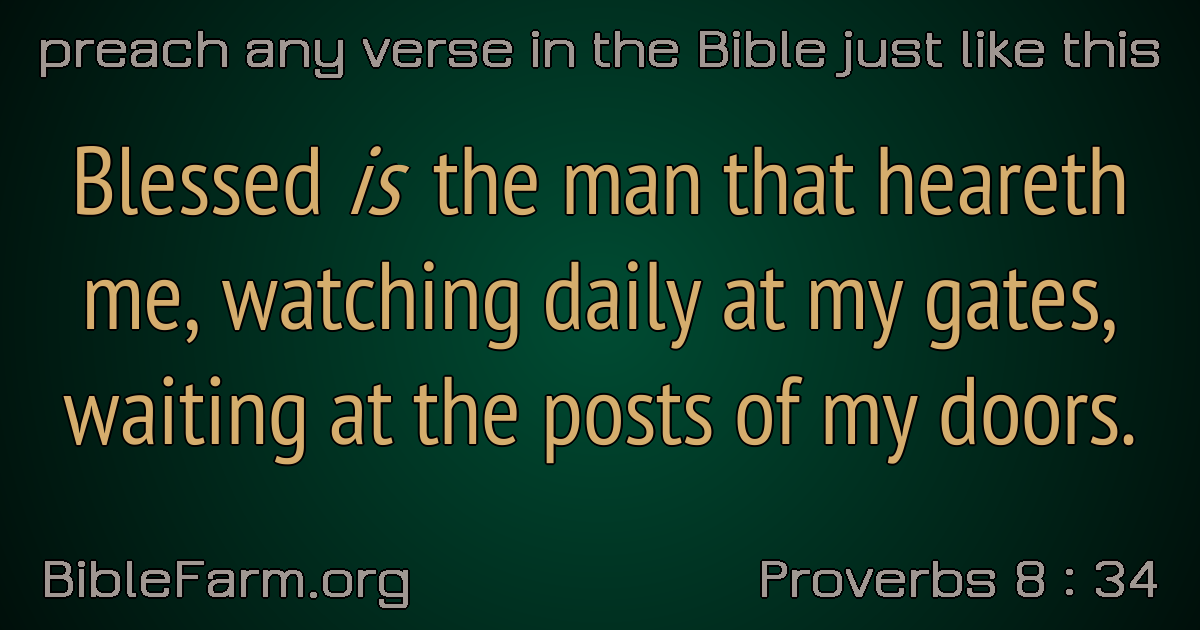 preach any verse in the Bible just like this
Blessed is the man that heareth
me, watching daily at my gates,
waiting at the posts of my doors.
BibleFarm.org
Proverbs 8 : 34